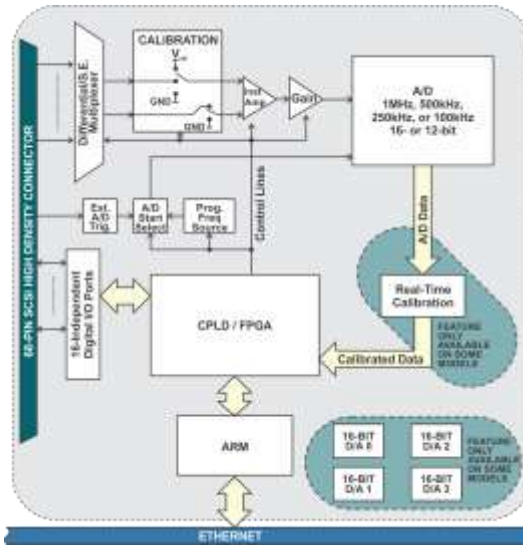 CALIBRATION
V
GND
GND
Differential/S.E.
Multiplexer
Inst
Amp
Gain
A/D
1MHz, 500kHz,
250kHz, or 100kHz
16- or 12-bit
68-PIN SCSI HIGH DENSITY CONNECTOR
Ext.
A/D
Trig.
A/D
Start
Select
Prog.
Freq
Source
Control Lines
A/D Data
16-Independent
Digital I/O Ports
CPLD / FPGA
Real-Time
Calibration
FEATURE
ONLY
AVAILABLE
ON SOME
MODELS
Calibrated Data
ARM
16-BIT
D/A 0
16-BIT
D/A 2
16-BIT
D/A 1
16-BIT
D/A 3
FEATURE
ONLY
AVAILABLE
ON SOME
MODELS
ETHERNET